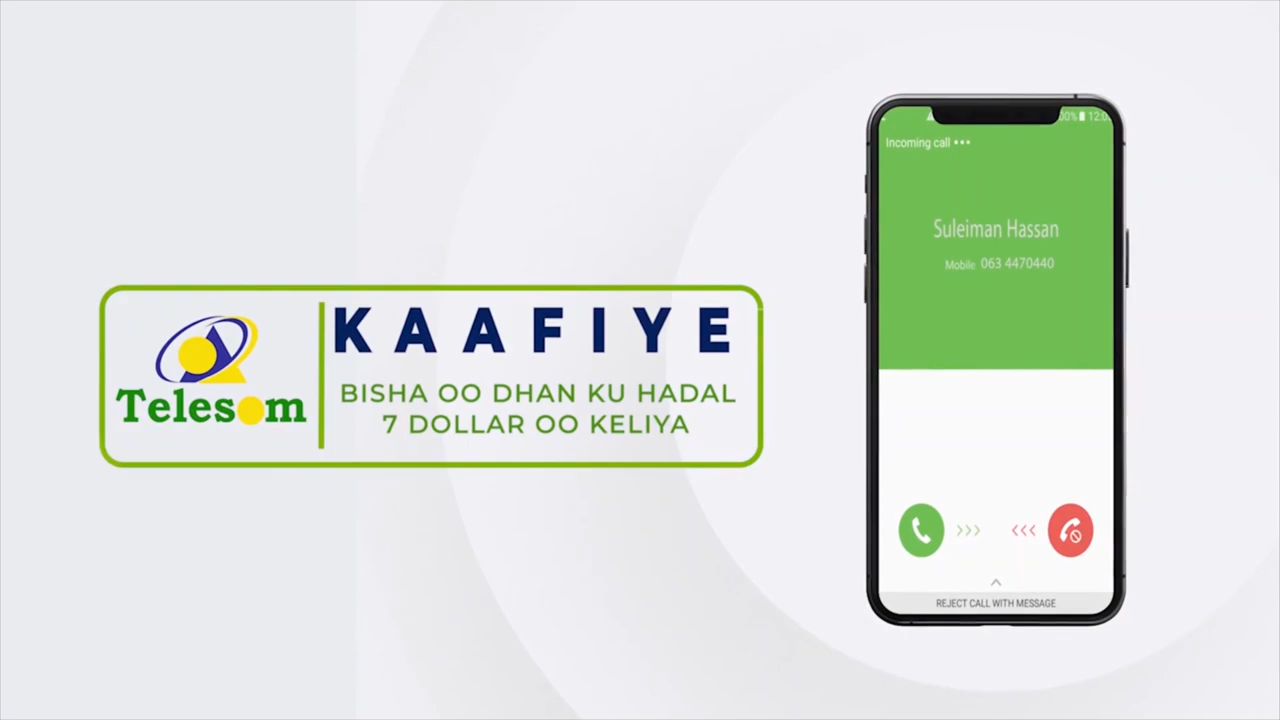 Telesom
KAAFIYE
BISHA OO DHAN KU HADAL
7 DOLLAR OO KELIYA
Incoming call •••
Suleiman Hassan
Mobile 063 4470440
REJECT CALL WITH MESSAGE